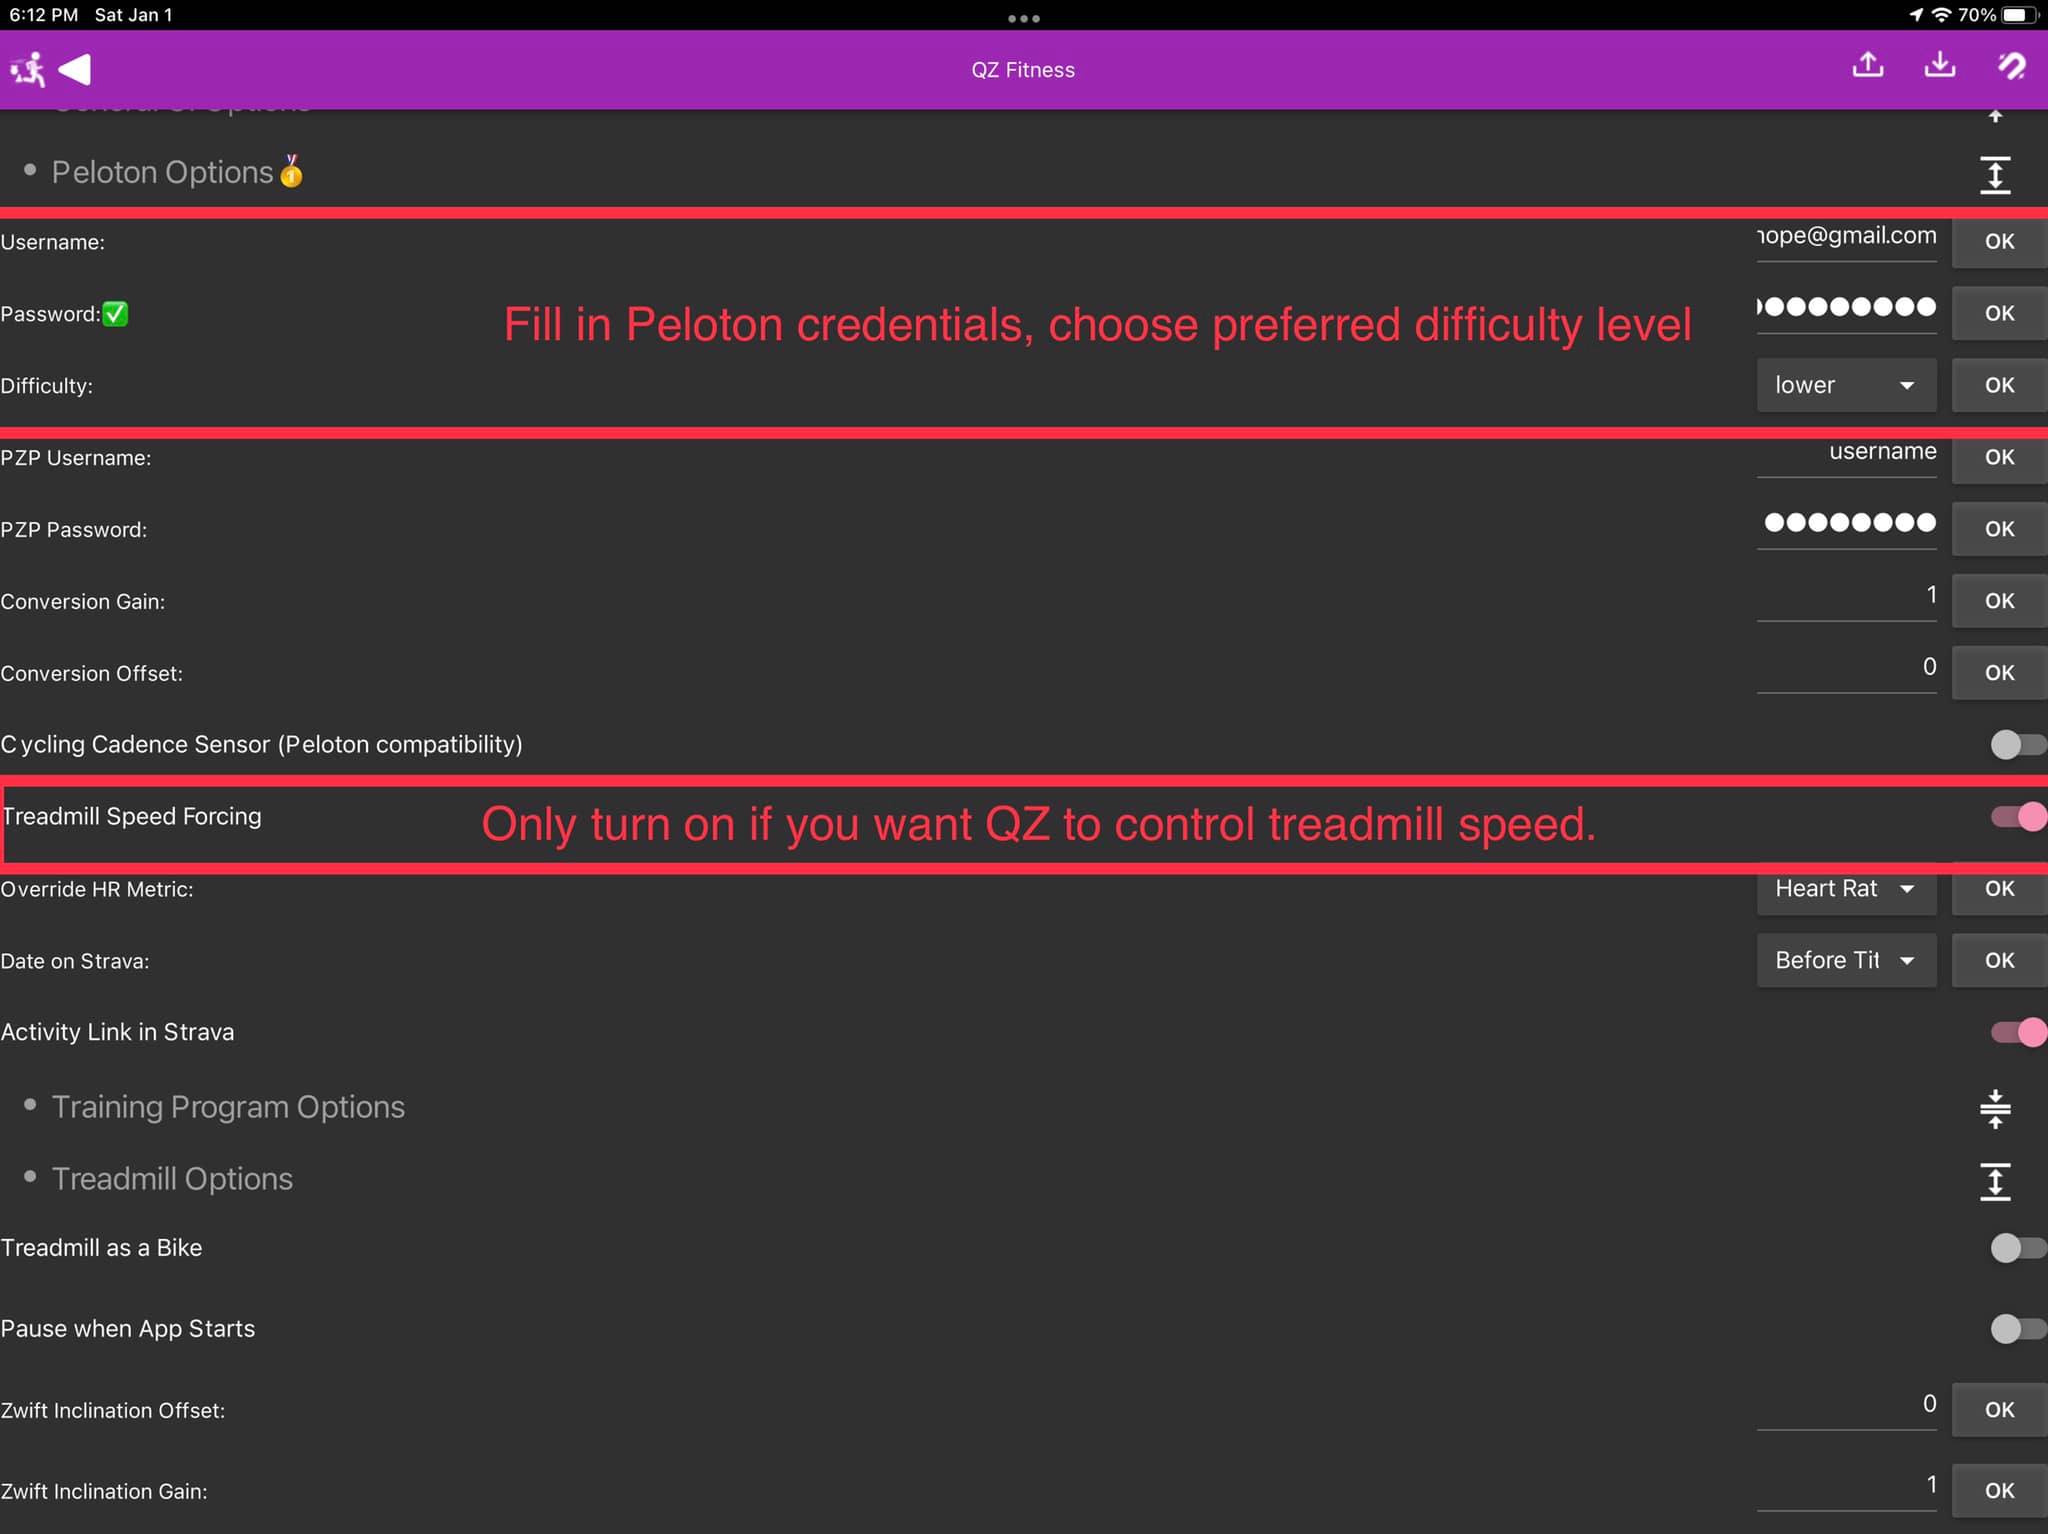 6:12 PM Sat Jan 1
70%
QZ Fitness
General UI Options
Peloton Options
Username:
nope@gmail.com
OK
Password:
OK
Fill in Peloton credentials, choose preferred difficulty level
Difficulty:
lower
OK
PZP Username:
username
OK
PZP Password:
OK
Conversion Gain:
1
OK
Conversion Offset:
0
OK
Cycling Cadence Sensor (Peloton compatibility)
Treadmill Speed Forcing
Only turn on if you want QZ to control treadmill speed.
Override HR Metric:
Heart Rat
OK
Date on Strava:
Before Tit
OK
Activity Link in Strava
Training Program Options
Treadmill Options
Treadmill as a Bike
Pause when App Starts
Zwift Inclination Offset:
0
OK
Zwift Inclination Gain:
1
OK